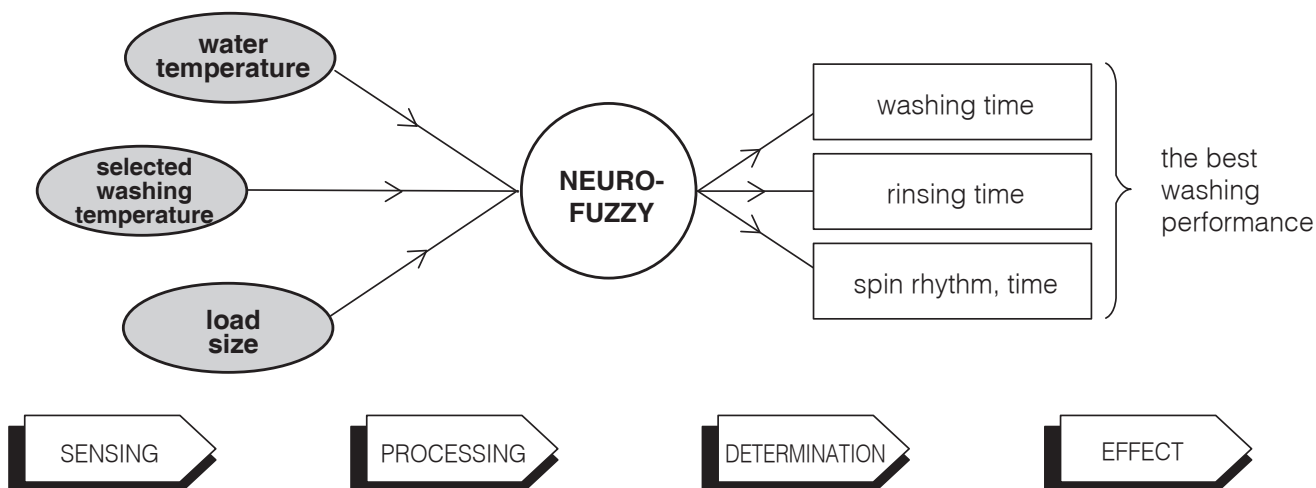 water
temperature
selected
washing
temperature
load
size
NEURO-
FUZZY
washing time
rinsing time
spin rhythm, time
the best
washing
performance
SENSING
PROCESSING
DETERMINATION
EFFECT